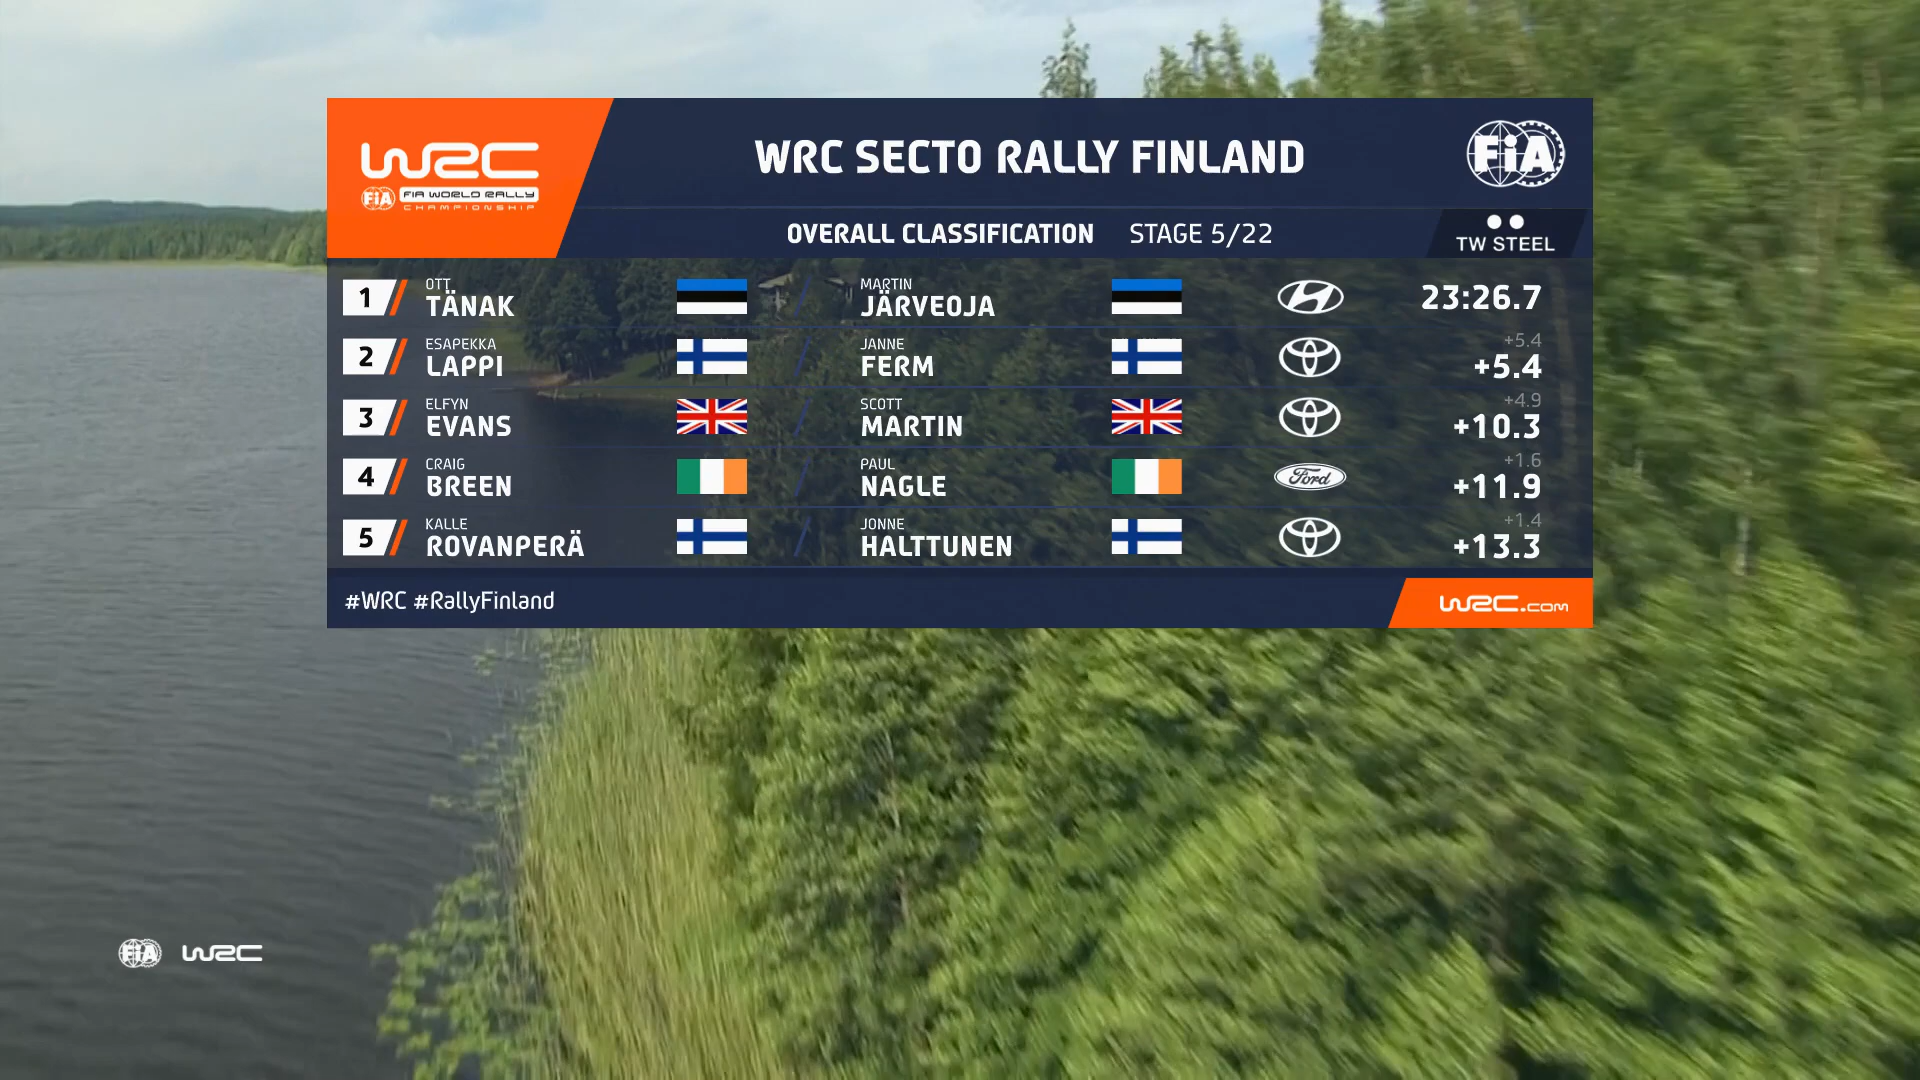 WRC
FIA WORLD RALLY
CHAMPIONSHIP
WRC SECTO RALLY FINLAND
FiA
OVERALL CLASSIFICATION STAGE 5/22
TW STEEL
1 OTT TÄNAK MARTIN JÄRVEOJA 23:26.7
2 ESAPEKKA LAPPI JANNE FERM +5.4 +5.4
3 ELFYN EVANS SCOTT MARTIN +4.9 +10.3
4 CRAIG BREEN PAUL NAGLE Ford +1.6 +11.9
5 KALLE ROVANPERÄ JONNE HALTTUNEN +1.4 +13.3
#WRC #RallyFinland
WRC.COM
FiA WRC